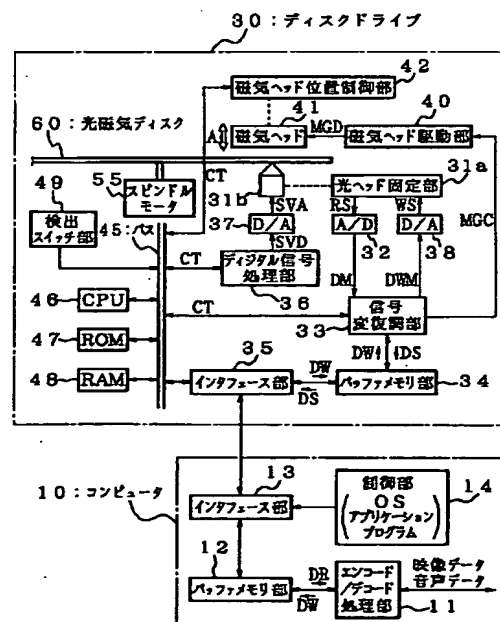 30：ディスクドライブ
42
磁気ヘッド位置制御部
41
40
A
磁気ヘッド
MGD
磁気ヘッド駆動部
60：光磁気ディスク
CT
31a
49
55
スピンドル
モータ
31b
光ヘッド固定部
SVA
RS
WS
MGC
検出
スイッチ部
45：バス
37
D/A
A/D
32
D/A
38
SVD
CT
ディジタル信号
処理部
36
DM
DWM
46
CPU
CT
信号
変復調部
33
47
ROM
35
DW
DS
48
RAM
インタフェース部
DW
DS
バッファメモリ部
34
10：コンピュータ
13
インタフェース部
制御部
OS
アプリケーション
プログラム
14
12
バッファメモリ部
DR
DW
エンコード
/デコード
処理部
11
映像データ
音声データ